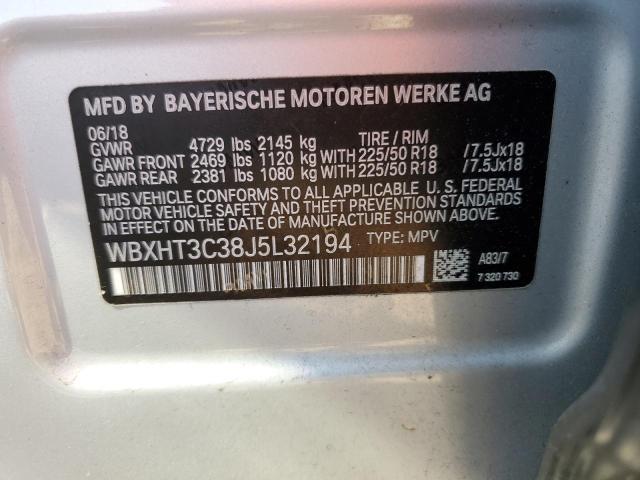 MFD BY BAYERISCHE MOTOREN WERKE AG
06/18
GVWR 4729 lbs 2145 kg TIRE / RIM
GAWR FRONT 2469 lbs 1120 kg WITH 225/50 R18 /7.5Jx18
GAWR REAR 2381 lbs 1080 kg WITH 225/50 R18 /7.5Jx18
THIS VEHICLE CONFORMS TO ALL APPLICABLE U. S. FEDERAL
MOTOR VEHICLE SAFETY AND THEFT PREVENTION STANDARDS
IN EFFECT ON THE DATE OF MANUFACTURE SHOWN ABOVE.
WBXHT3C38J5L32194 TYPE: MPV
A83/7
7 320 730